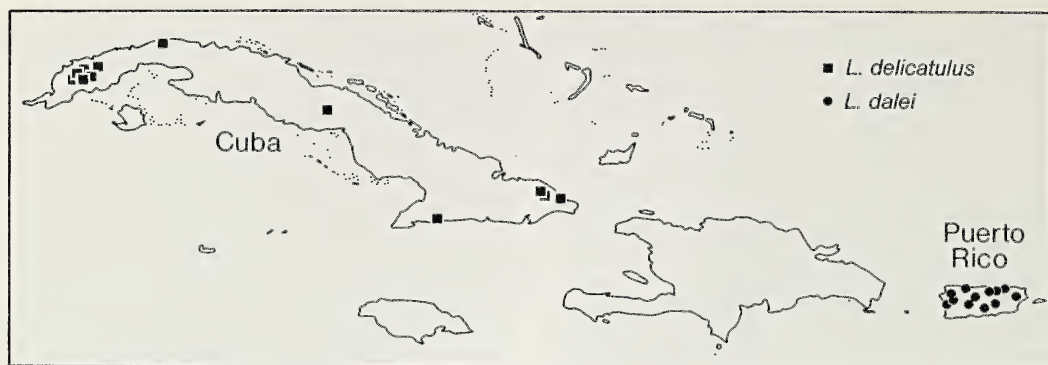 L. delicatulus
L. dalei
Cuba
Puerto
Rico